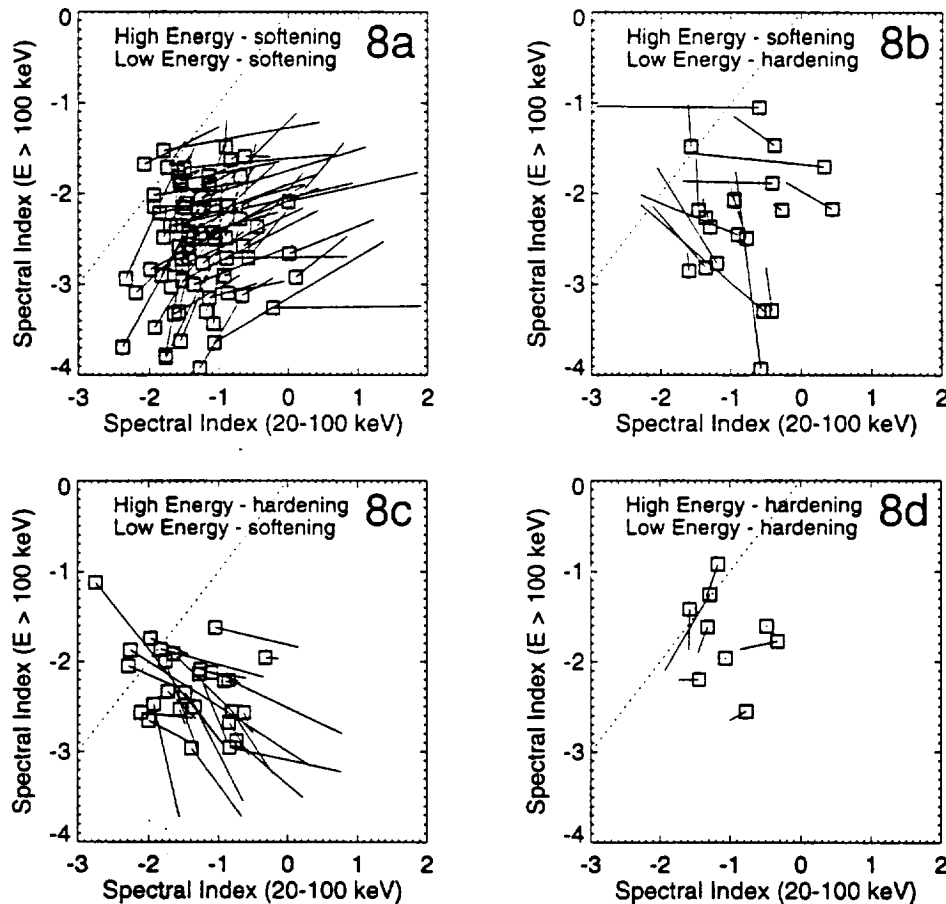 High Energy - softening
Low Energy - softening
8a
0
-1
-2
-3
-4
Spectral Index (E > 100 keV)
-3 -2 -1 0 1 2
Spectral Index (20-100 keV)
High Energy - softening
Low Energy - hardening
8b
0
-1
-2
-3
-4
Spectral Index (E > 100 keV)
-3 -2 -1 0 1 2
Spectral Index (20-100 keV)
High Energy - hardening
Low Energy - softening
8c
0
-1
-2
-3
-4
Spectral Index (E > 100 keV)
-3 -2 -1 0 1 2
Spectral Index (20-100 keV)
High Energy - hardening
Low Energy - hardening
8d
0
-1
-2
-3
-4
Spectral Index (E > 100 keV)
-3 -2 -1 0 1 2
Spectral Index (20-100 keV)